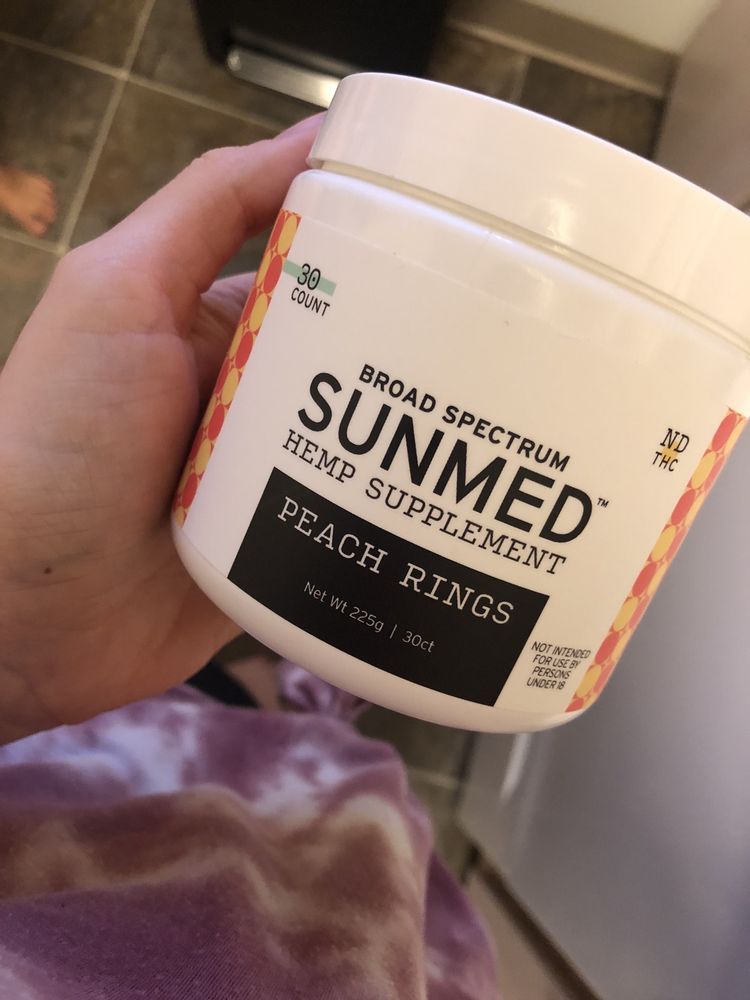 30
COUNT
BROAD SPECTRUM
SUNMED™
HEMP SUPPLEMENT
ND
THC
PEACH RINGS
Net Wt 225g | 30ct
NOT INTENDED
FOR USE BY
PERSONS
UNDER 18